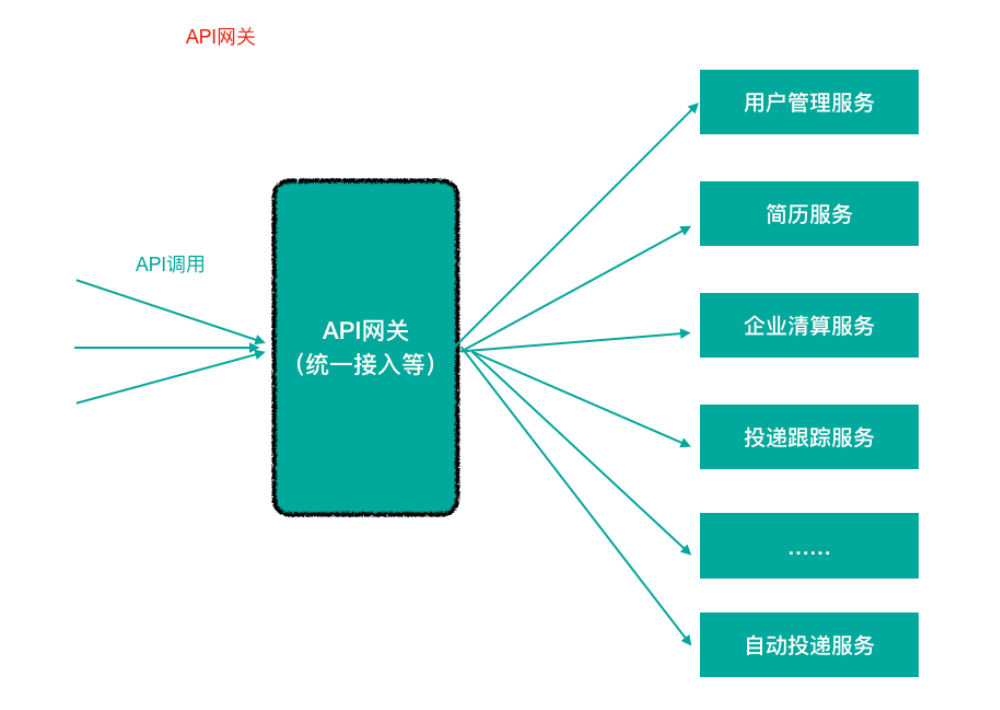 API网关
用户管理服务
简历服务
API调用
企业清算服务
API网关
（统一接入等）
投递跟踪服务
......
自动投递服务